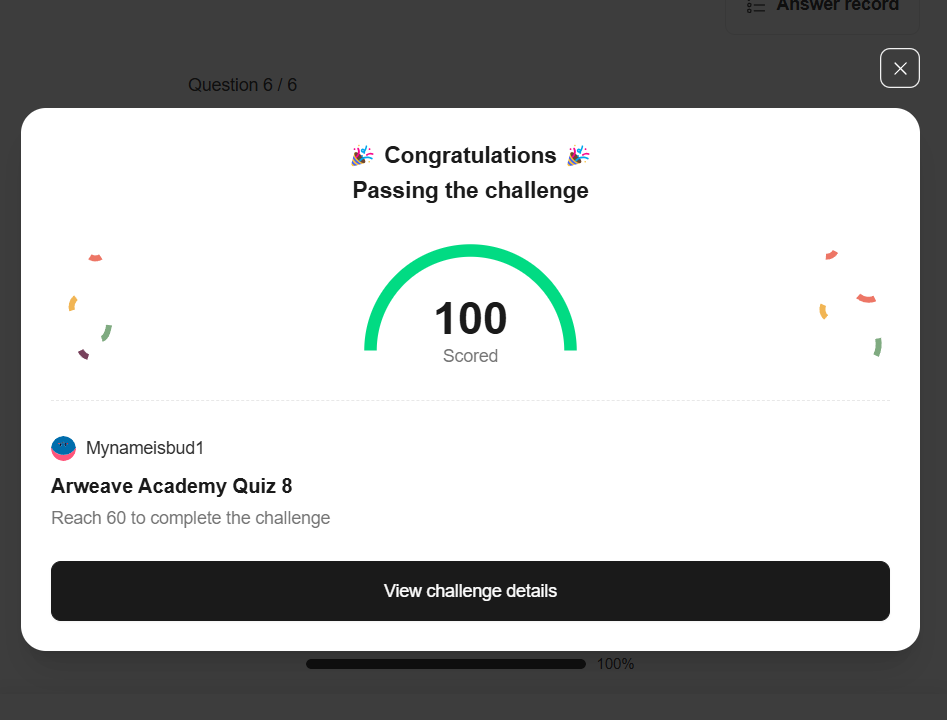 Answer record
Question 6 / 6
Congratulations
Passing the challenge
100
Scored
Mynameisbud1
Arweave Academy Quiz 8
Reach 60 to complete the challenge
View challenge details
100%